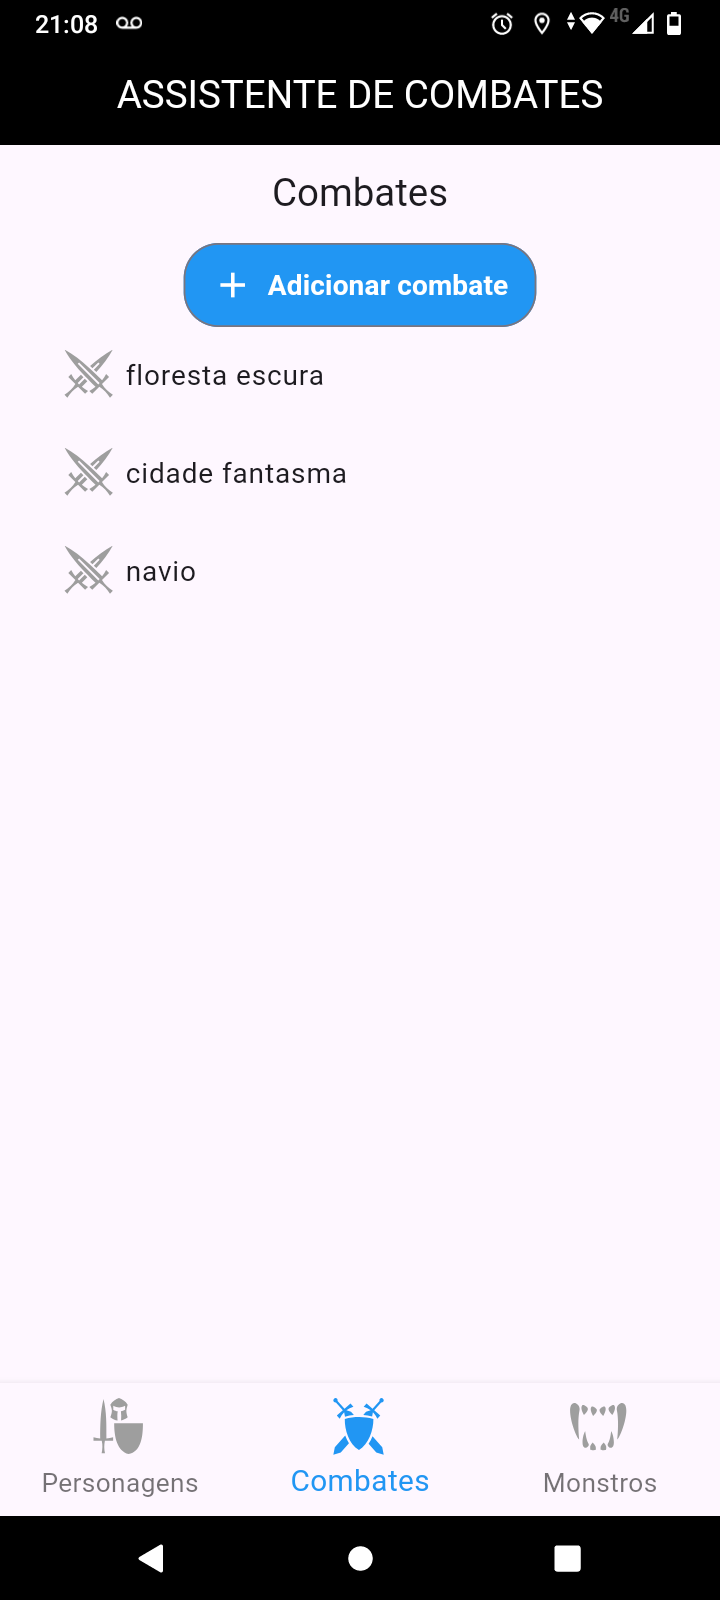 21:08
4G
ASSISTENTE DE COMBATES
Combates
Adicionar combate
floresta escura
cidade fantasma
navio
Personagens
Combates
Monstros